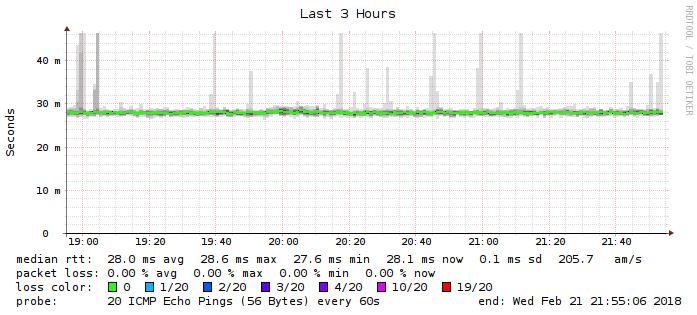 Last 3 Hours
RRDTOOL / TOBI OETIKER
Seconds
40 m
30 m
20 m
10 m
0
19:00 19:20 19:40 20:00 20:20 20:40 21:00 21:20 21:40
median rtt: 28.0 ms avg 28.6 ms max 27.6 ms min 28.1 ms now 0.1 ms sd 205.7 am/s
packet loss: 0.00 % avg 0.00 % max 0.00 % min 0.00 % now
loss color: 0 1/20 2/20 3/20 4/20 10/20 19/20
probe: 20 ICMP Echo Pings (56 Bytes) every 60s end: Wed Feb 21 21:55:06 2018